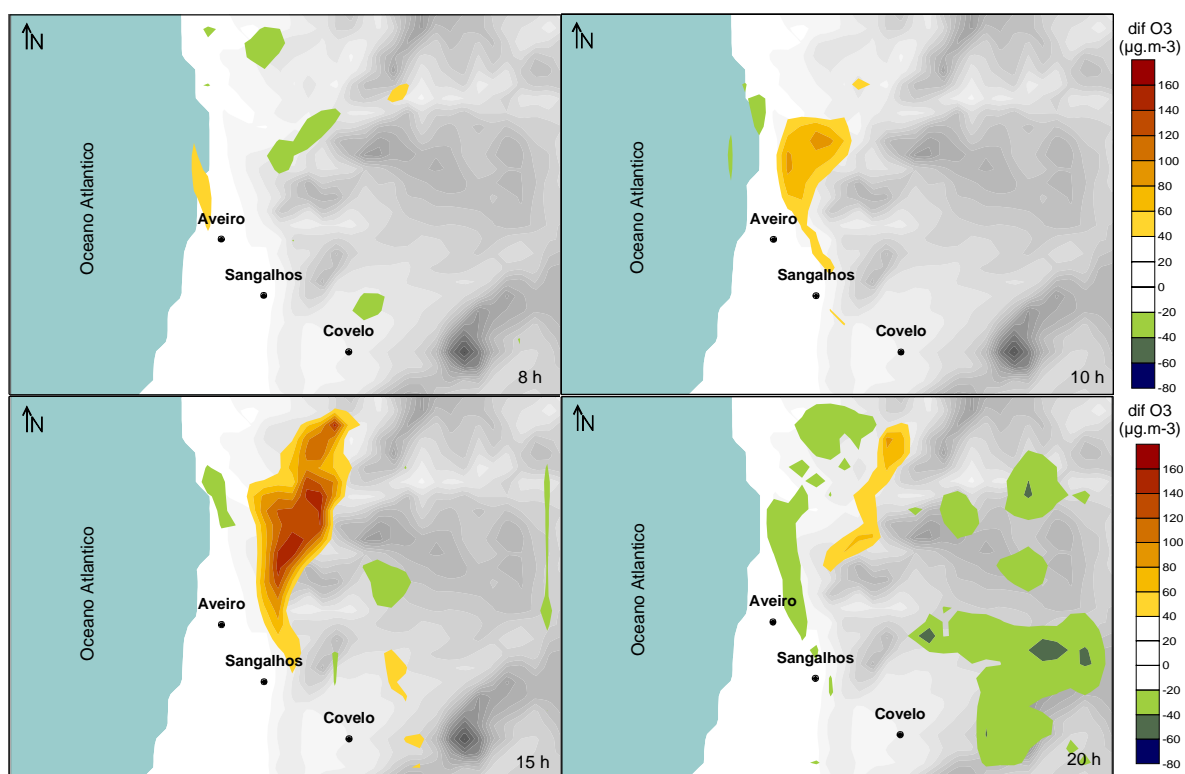 N
Oceano Atlantico
Aveiro
Sangalhos
Covelo
8 h
N
Oceano Atlantico
Aveiro
Sangalhos
Covelo
10 h
dif O3
(µg.m-3)
160
140
120
100
80
60
40
20
0
-20
-40
-60
-80
N
Oceano Atlantico
Aveiro
Sangalhos
Covelo
15 h
N
Oceano Atlantico
Aveiro
Sangalhos
Covelo
20 h
dif O3
(µg.m-3)
160
140
120
100
80
60
40
20
0
-20
-40
-60
-80